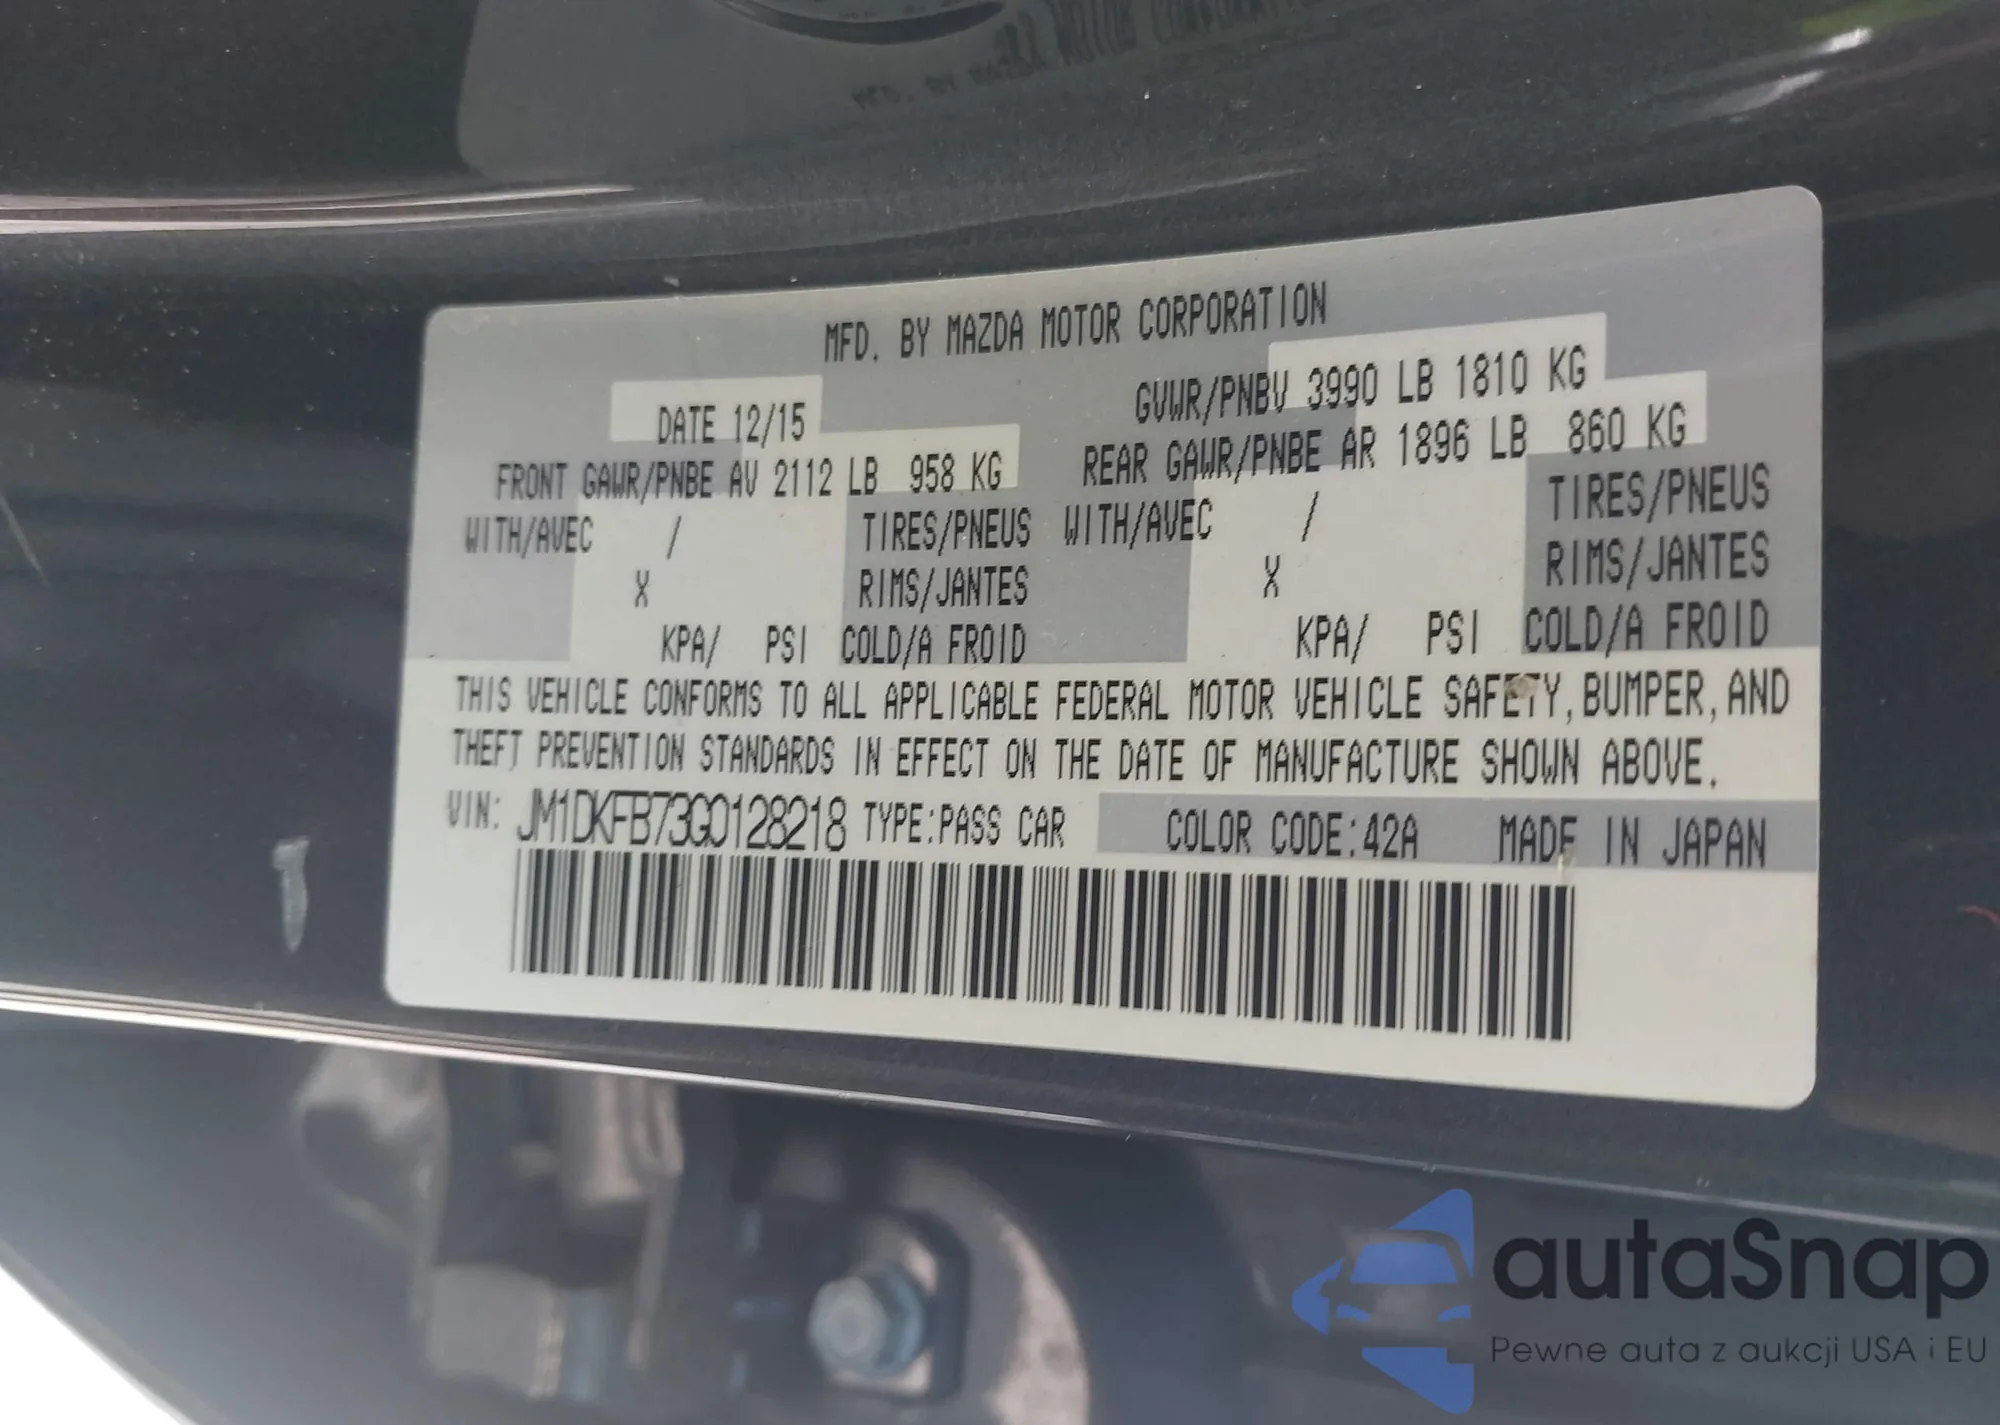 MFD. BY MAZDA MOTOR CORPORATION
DATE 12/15 GVWR/PNBV 3990 LB 1810 KG
FRONT GAWR/PNBE AV 2112 LB 958 KG REAR GAWR/PNBE AR 1896 LB 860 KG
WITH/AVEC / TIRES/PNEUS WITH/AVEC / TIRES/PNEUS
X RIMS/JANTES X RIMS/JANTES
KPA/ PSI COLD/A FROID KPA/ PSI COLD/A FROID
THIS VEHICLE CONFORMS TO ALL APPLICABLE FEDERAL MOTOR VEHICLE SAFETY, BUMPER, AND
THEFT PREVENTION STANDARDS IN EFFECT ON THE DATE OF MANUFACTURE SHOWN ABOVE.
VIN: JM1DKFB73G0128218 TYPE:PASS CAR COLOR CODE:42A MADE IN JAPAN
autaSnap
Pewne auta z aukcji USA i EU